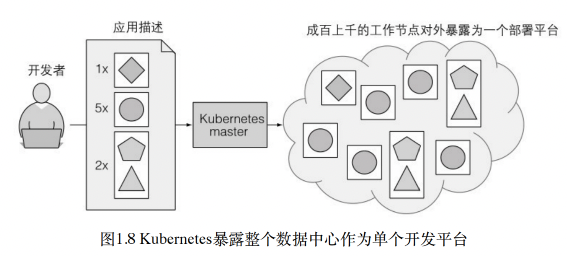 应用描述
成百上千的工作节点对外暴露为一个部署平台
开发者
1x
5x
2x
Kubernetes
master
图1.8 Kubernetes暴露整个数据中心作为单个开发平台